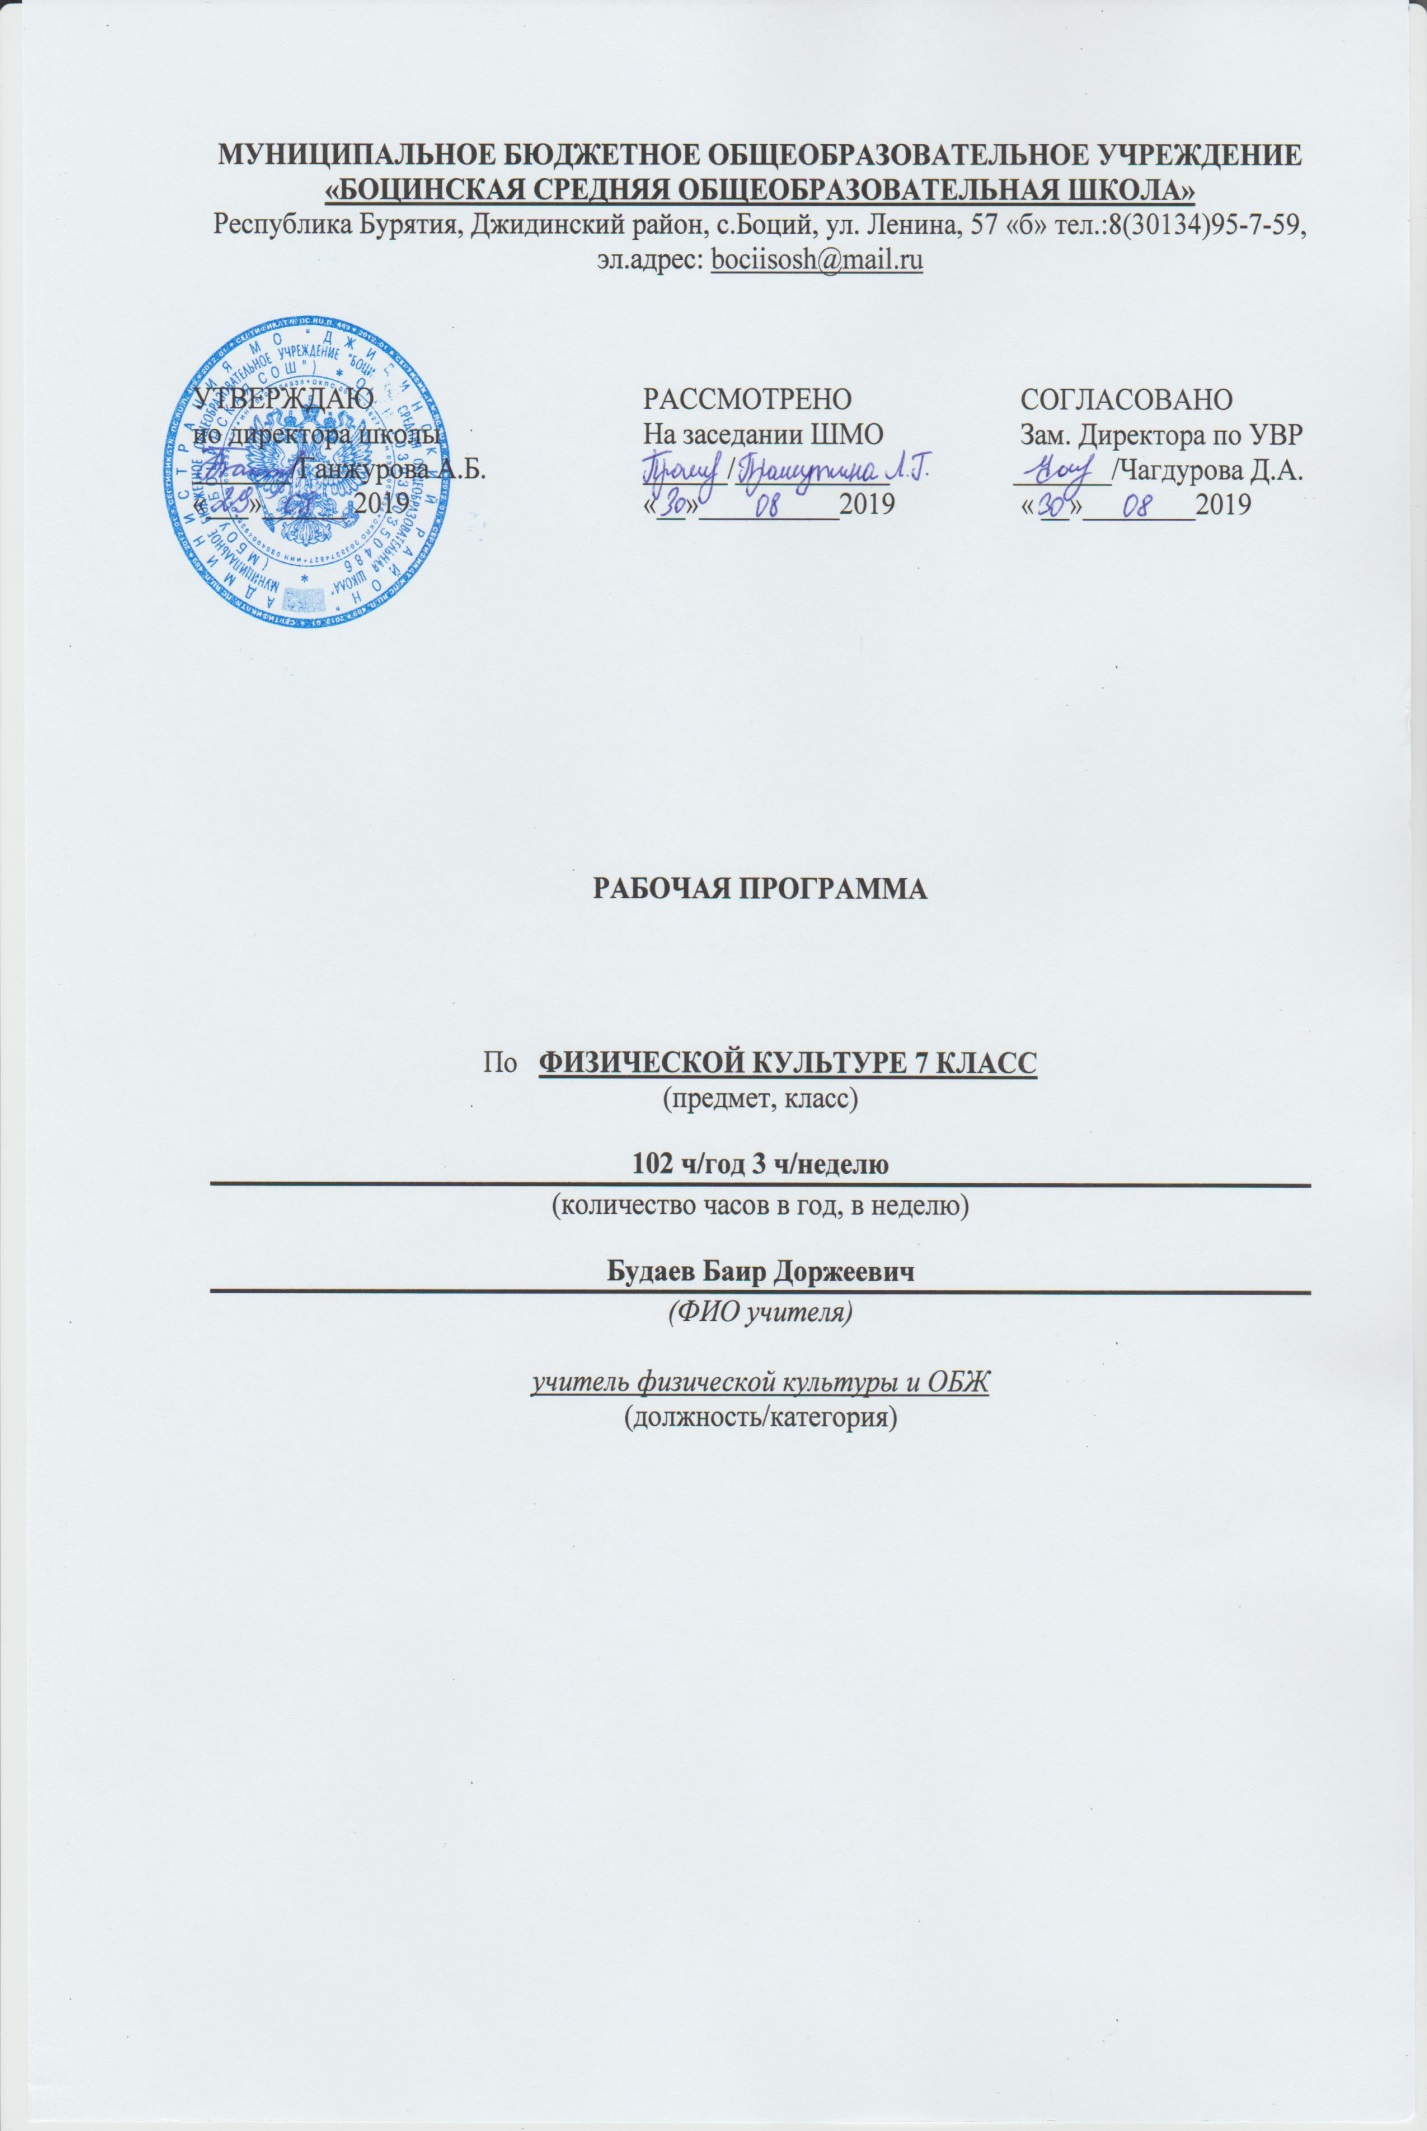 МУНИЦИПАЛЬНОЕ БЮДЖЕТНОЕ ОБЩЕОБРАЗОВАТЕЛЬНОЕ УЧРЕЖДЕНИЕ
«БОЦИНСКАЯ СРЕДНЯЯ ОБЩЕОБРАЗОВАТЕЛЬНАЯ ШКОЛА»
Республика Бурятия, Джидинский район, с.Боций, ул. Ленина, 57 «б» тел.:8(30134)95-7-59,
эл.адрес: bociisosh@mail.ru
УТВЕРЖДАЮ
ио директора школы
/Ганжурова А.Б.
«29» 08 2019
РАССМОТРЕНО
На заседании ШМО
/ Л.Г.
«30» 08 2019
СОГЛАСОВАНО
Зам. Директора по УВР
/Чагдурова Д.А.
«30» 08 2019
РАБОЧАЯ ПРОГРАММА
По ФИЗИЧЕСКОЙ КУЛЬТУРЕ 7 КЛАСС
(предмет, класс)
102 ч/год 3 ч/неделю
(количество часов в год, в неделю)
Будаев Баир Доржеевич
(ФИО учителя)
учитель физической культуры и ОБЖ
(должность/категория)